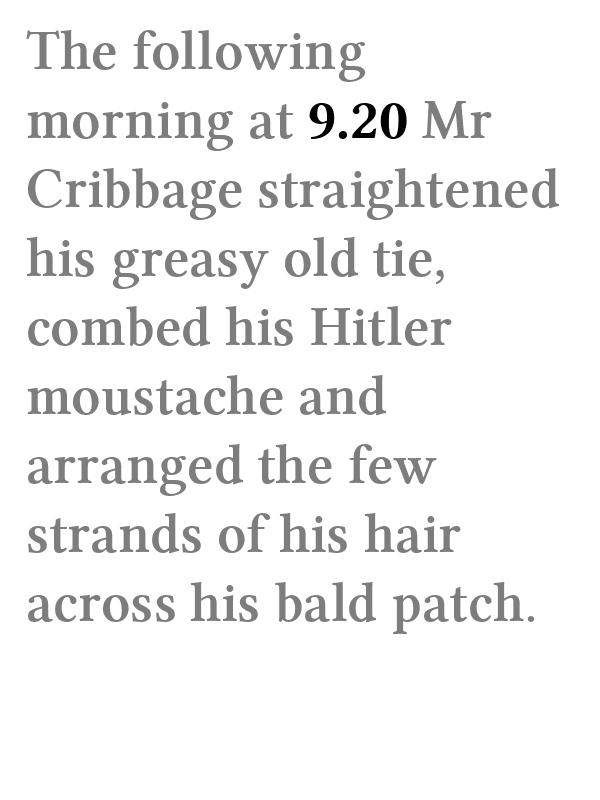 The following
morning at 9.20 Mr
Cribbage straightened
his greasy old tie,
combed his Hitler
moustache and
arranged the few
strands of his hair
across his bald patch.